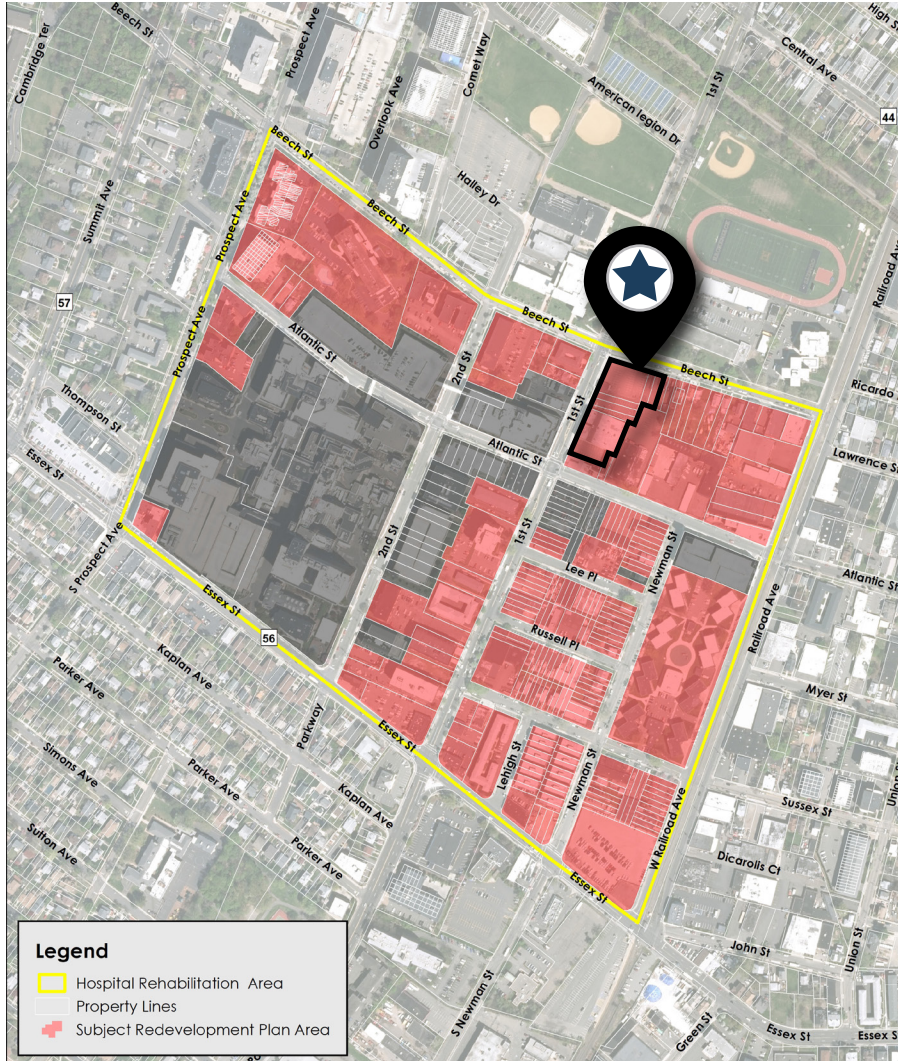 Beech St
Prospect Ave
Cambridge Ter
Comet Way
Overlook Ave
High St
Central Ave
1st St
American legion Dr
44
Beech St
Halley Dr
Summit Ave
Beech St
Prospect Ave
Railroad Ave
57
Beech St
Atlantic St
Prospect Ave
2nd St
Beech St
Ricardo
Thompson St
1st St
Lawrence St
Essex St
Atlantic St
2nd St
1st St
Newman St
S Prospect Ave
Lee Pl
Atlantic St
Essex St
Railroad Ave
56
Russell Pl
Kaplan Ave
Parker Ave
Myer St
Parkway
Essex St
Simons Ave
Lehigh St
Newman St
Parker Ave
Kaplan Ave
Sussex St
Union
W Railroad Ave
Sutton Ave
Parker Ave
Dicarolis Ct
Essex St
Legend
Hospital Rehabilitation Area
Property Lines
Subject Redevelopment Plan Area
John St
Union St
S Newman St
Green St
Essex St
Essex S